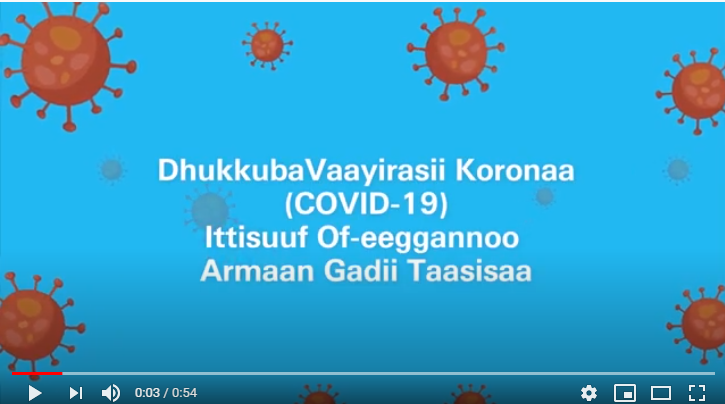 DhukkubaVaayirasii Koronaa
(COVID-19)
Ittisuuf Of-eeggannoo
Armaan Gadii Taasisaa
0:03 / 0:54